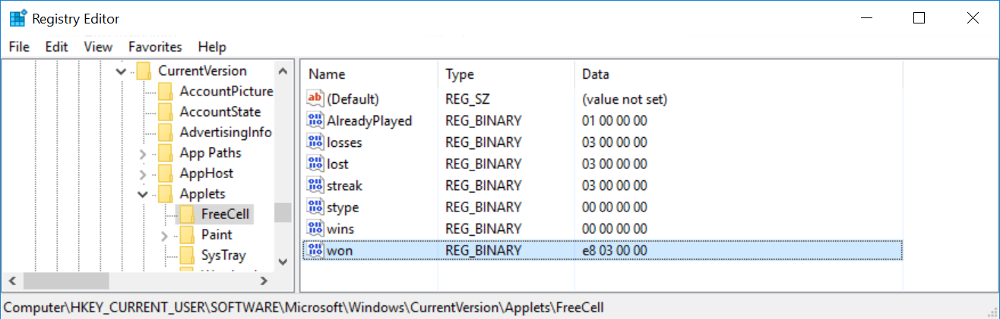 Registry Editor
File Edit View Favorites Help
CurrentVersion
AccountPicture
AccountState
AdvertisingInfo
App Paths
AppHost
Applets
FreeCell
Paint
SysTray
Name Type Data
(Default) REG_SZ (value not set)
AlreadyPlayed REG_BINARY 01 00 00 00
losses REG_BINARY 03 00 00 00
lost REG_BINARY 03 00 00 00
streak REG_BINARY 03 00 00 00
stype REG_BINARY 00 00 00 00
wins REG_BINARY 00 00 00 00
won REG_BINARY e8 03 00 00
Computer\HKEY_CURRENT_USER\SOFTWARE\Microsoft\Windows\CurrentVersion\Applets\FreeCell